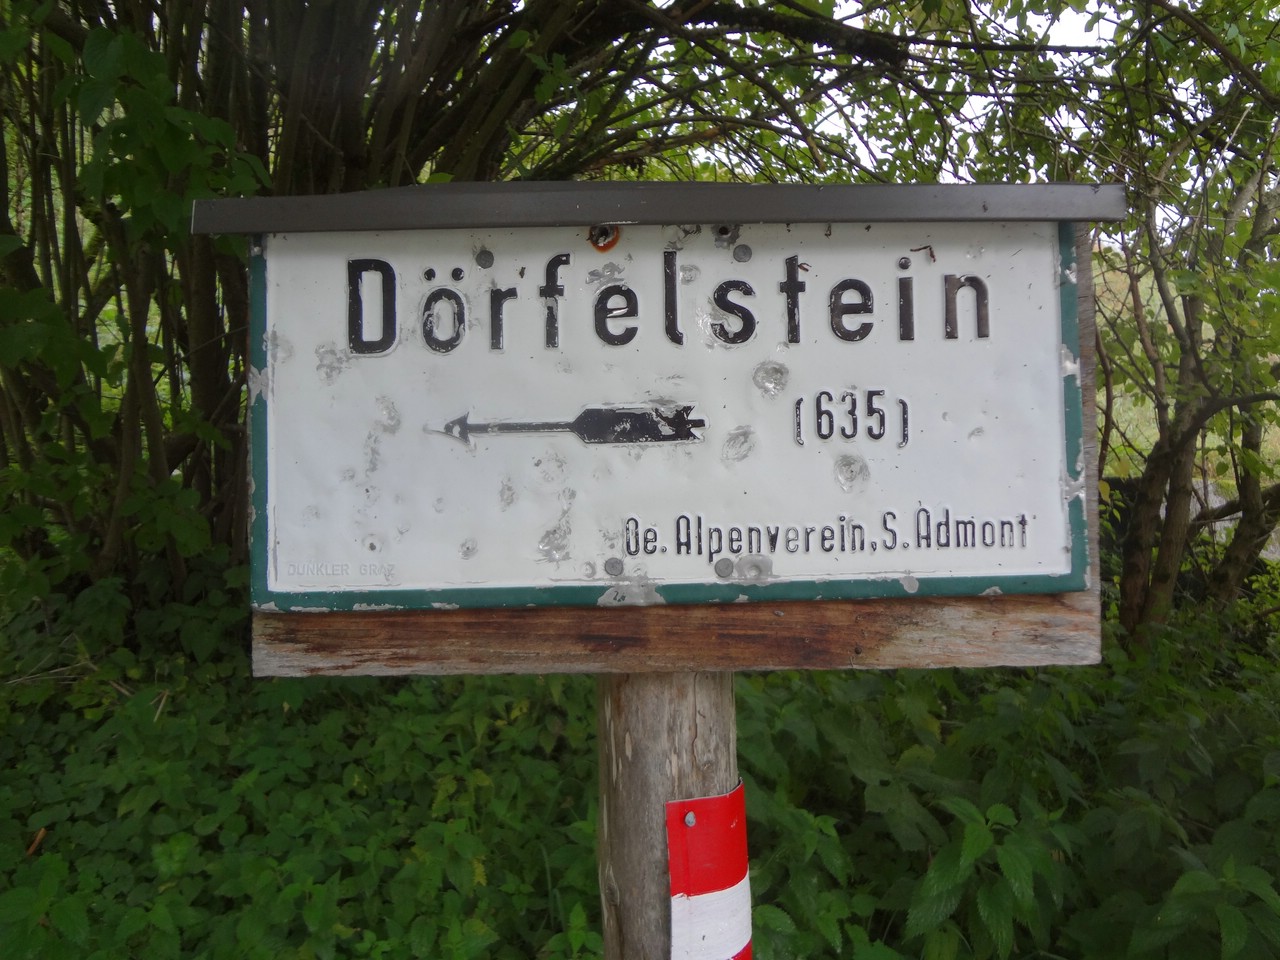 Dörfelstein
(635)
Oe. Alpenverein, S. Admont
DUNKLER GRAZ